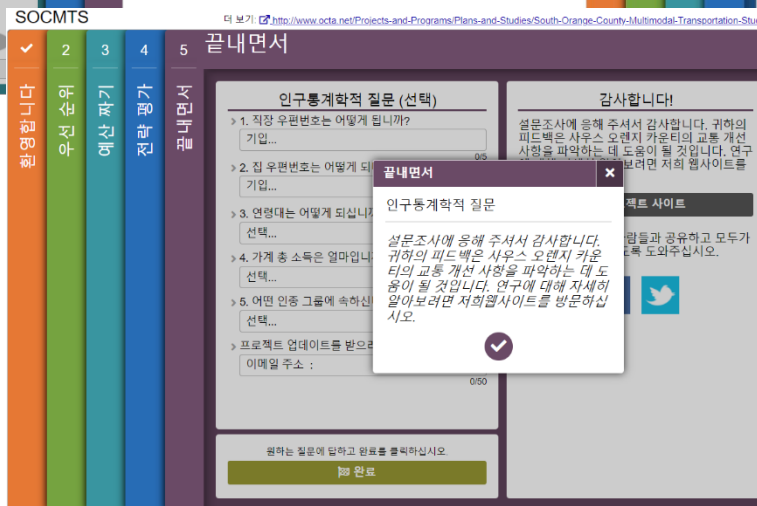 SOCMTS
더 보기: http://www.octa.net/Projects-and-Programs/Plans-and-Studies/South-Orange-County-Multimodal-Transportation-Stu
환영합니다
2
우선 순위
3
예산 짜기
4
전략 평가
5
끝내면서
끝내면서
인구통계학적 질문 (선택)
1. 직장 우편번호는 어떻게 됩니까?
기입...
0/5
2. 집 우편번호는 어떻게 되
기입...
3. 연령대는 어떻게 되십니까
선택...
4. 가계 총 소득은 얼마입니
선택...
5. 어떤 인종 그룹에 속하신
선택...
프로젝트 업데이트를 받으려
이메일 주소 :
0/50
원하는 질문에 답하고 완료를 클릭하십시오.
완료
감사합니다!
설문조사에 응해 주셔서 감사합니다. 귀하의
피드백은 사우스 오렌지 카운티의 교통 개선
사항을 파악하는 데 도움이 될 것입니다. 연구
보려면 저희 웹사이트를
젝트 사이트
람들과 공유하고 모두가
도록 도와주십시오.
끝내면서
×
인구통계학적 질문
설문조사에 응해 주셔서 감사합니다.
귀하의 피드백은 사우스 오렌지 카운
티의 교통 개선 사항을 파악하는 데 도
움이 될 것입니다. 연구에 대해 자세히
알아보려면 저희웹사이트를 방문하십
시오.